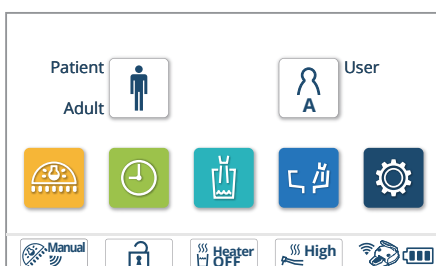 Patient
User
Adult
A
Manual
Heater
OFF
High